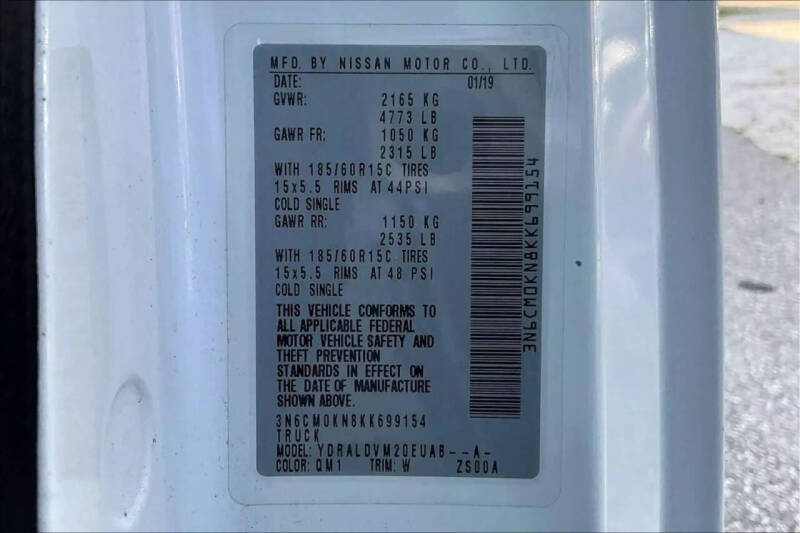 MFD. BY NISSAN MOTOR CO., LTD.
DATE: 01/19
GVWR: 2165 KG
4773 LB
GAWR FR: 1050 KG
2315 LB
WITH 185/60R15C TIRES
15x5.5 RIMS AT 44PSI
COLD SINGLE
GAWR RR: 1150 KG
2535 LB
WITH 185/60R15C TIRES
15x5.5 RIMS AT 48 PSI
COLD SINGLE
THIS VEHICLE CONFORMS TO
ALL APPLICABLE FEDERAL
MOTOR VEHICLE SAFETY AND
THEFT PREVENTION
STANDARDS IN EFFECT ON
THE DATE OF MANUFACTURE
SHOWN ABOVE.
3N6CM0KN8KK699154
TRUCK
MODEL: YDRALDVM20EUAB--A-
COLOR: QM1 TRIM: W ZS00A
3N6CM0KN8KK699154